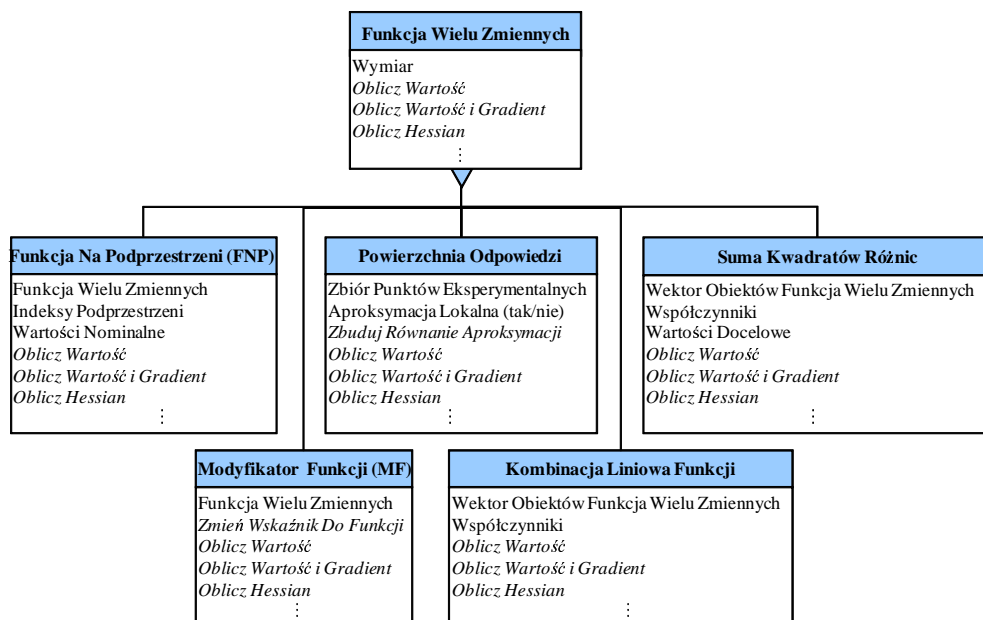 Funkcja Wielu Zmiennych
Wymiar
Oblicz Wartość
Oblicz Wartość i Gradient
Oblicz Hessian
⋮
Funkcja Na Podprzestrzeni (FNP)
Funkcja Wielu Zmiennych
Indeksy Podprzestrzeni
Wartości Nominalne
Oblicz Wartość
Oblicz Wartość i Gradient
Oblicz Hessian
⋮
Powierzchnia Odpowiedzi
Zbiór Punktów Eksperymentalnych
Aproksymacja Lokalna (tak/nie)
Zbuduj Równanie Aproksymacji
Oblicz Wartość
Oblicz Wartość i Gradient
Oblicz Hessian
⋮
Suma Kwadratów Różnic
Wektor Obiektów Funkcja Wielu Zmiennych
Współczynniki
Wartości Docelowe
Oblicz Wartość
Oblicz Wartość i Gradient
Oblicz Hessian
⋮
Modyfikator Funkcji (MF)
Funkcja Wielu Zmiennych
Zmień Wskaźnik Do Funkcji
Oblicz Wartość
Oblicz Wartość i Gradient
Oblicz Hessian
⋮
Kombinacja Liniowa Funkcji
Wektor Obiektów Funkcja Wielu Zmiennych
Współczynniki
Oblicz Wartość
Oblicz Wartość i Gradient
Oblicz Hessian
⋮